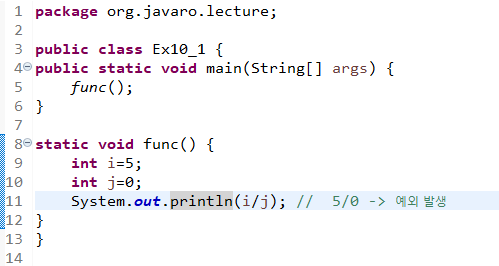 1 package org.javaro.lecture;
2
3 public class Ex10_1 {
4 public static void main(String[] args) {
5     func();
6 }
7
8 static void func() {
9     int i=5;
10     int j=0;
11     System.out.println(i/j); //  5/0 -> 예외 발생
12 }
13 }
14